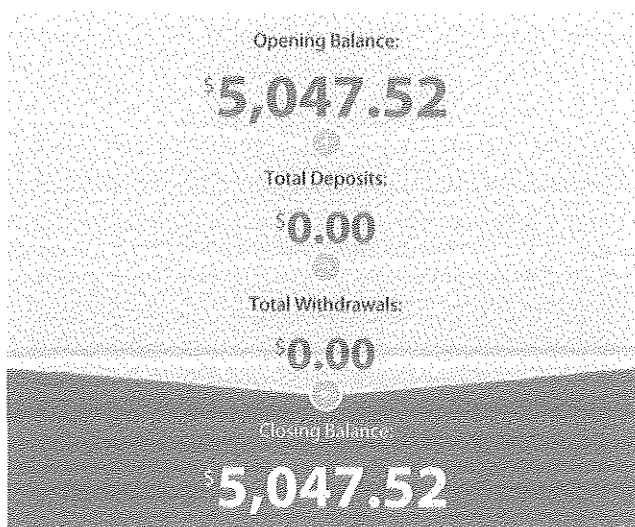 Opening Balance:
$5,047.52
Total Deposits:
$0.00
Total Withdrawals:
$0.00
Closing Balance:
$5,047.52